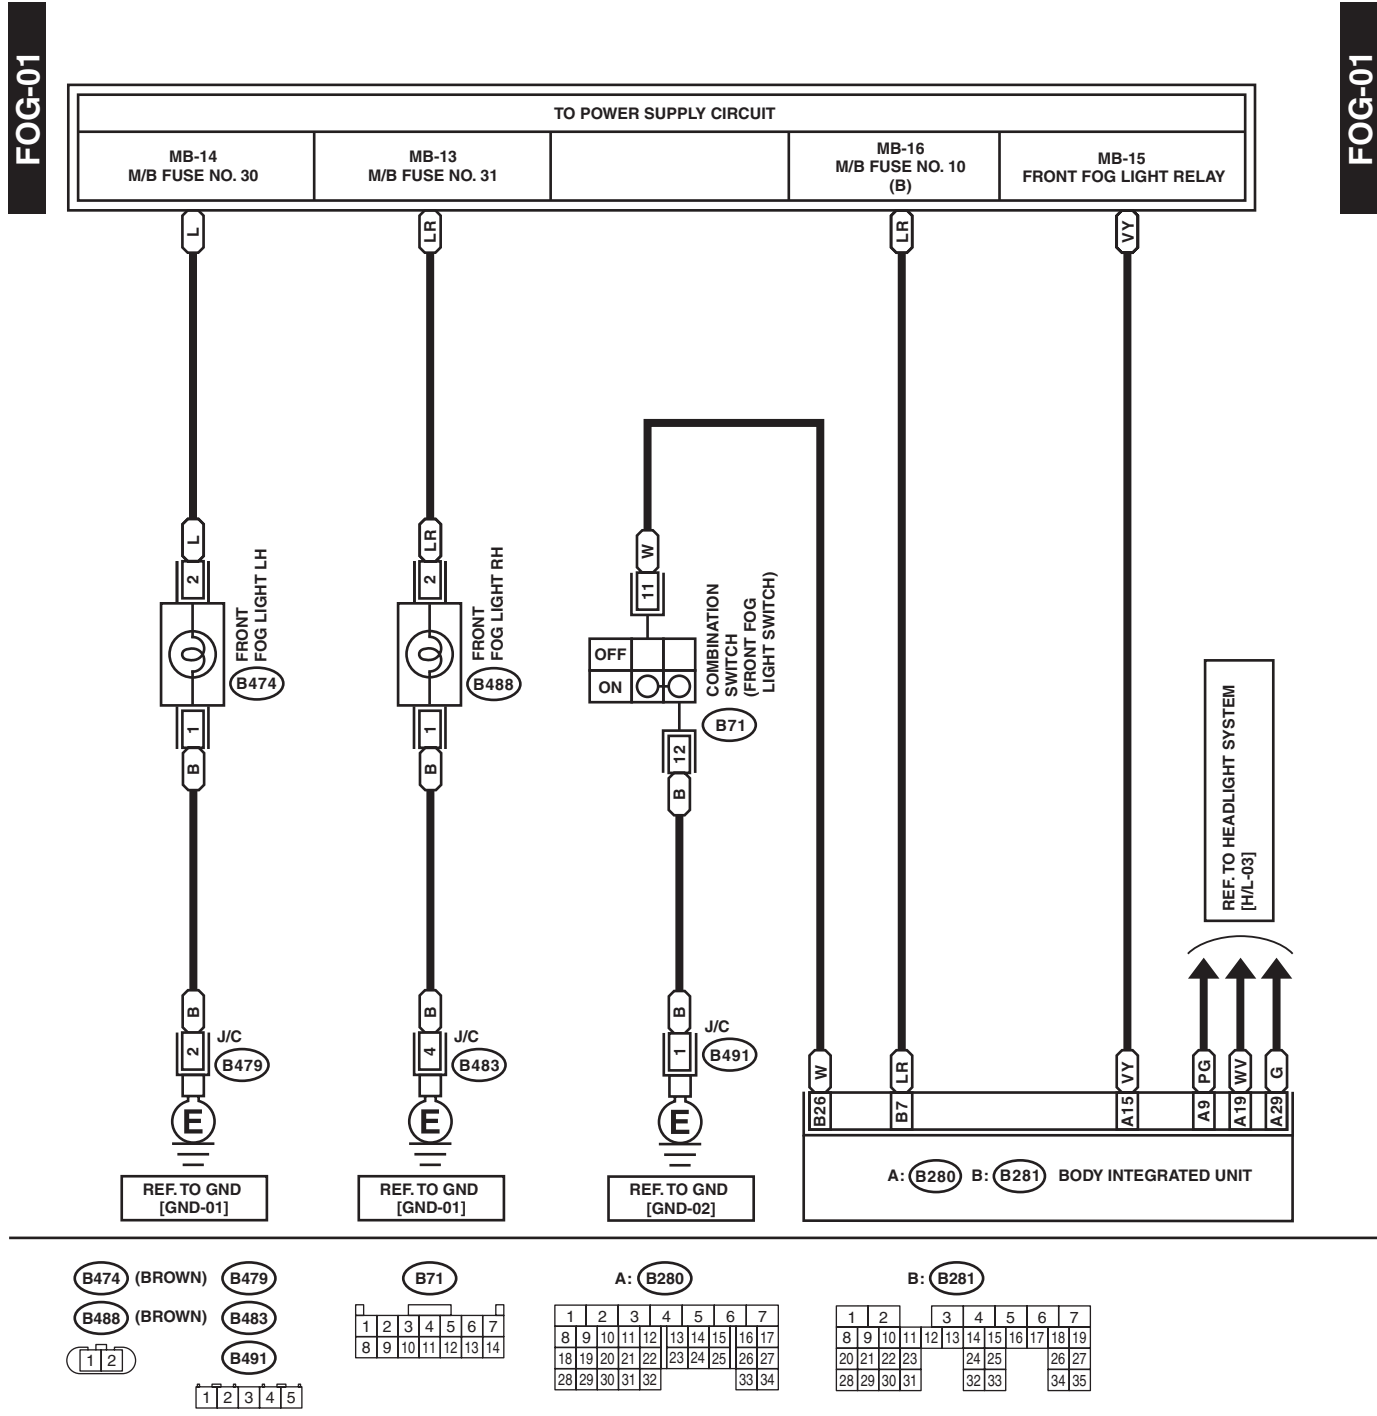 FOG-01
FOG-01
TO POWER SUPPLY CIRCUIT
MB-14
M/B FUSE NO. 30
MB-13
M/B FUSE NO. 31
MB-16
M/B FUSE NO. 10
(B)
MB-15
FRONT FOG LIGHT RELAY
L
LR
LR
VY
L
2
FRONT
FOG LIGHT LH
B474
1
B
LR
2
FRONT
FOG LIGHT RH
B488
1
B
W
11
OFF
ON
COMBINATION
SWITCH
(FRONT FOG
LIGHT SWITCH)
B71
12
B
REF. TO HEADLIGHT SYSTEM
[H/L-03]
B
2
J/C
B479
E
REF. TO GND
[GND-01]
B
4
J/C
B483
E
REF. TO GND
[GND-01]
B
1
J/C
B491
E
REF. TO GND
[GND-02]
W
LR
VY
PG
WV
G
B26
B7
A15
A9
A19
A29
A: B280 B: B281 BODY INTEGRATED UNIT
B474 (BROWN) B479
B488 (BROWN) B483
B491
1 2
1 2 3 4 5
B71
1 2 3 4 5 6 7
8 9 10 11 12 13 14
A: B280
1 2 3 4 5 6 7
8 9 10 11 12 13 14 15 16 17
18 19 20 21 22 23 24 25 26 27
28 29 30 31 32 33 34
B: B281
1 2 3 4 5 6 7
8 9 10 11 12 13 14 15 16 17 18 19
20 21 22 23 24 25 26 27
28 29 30 31 32 33 34 35